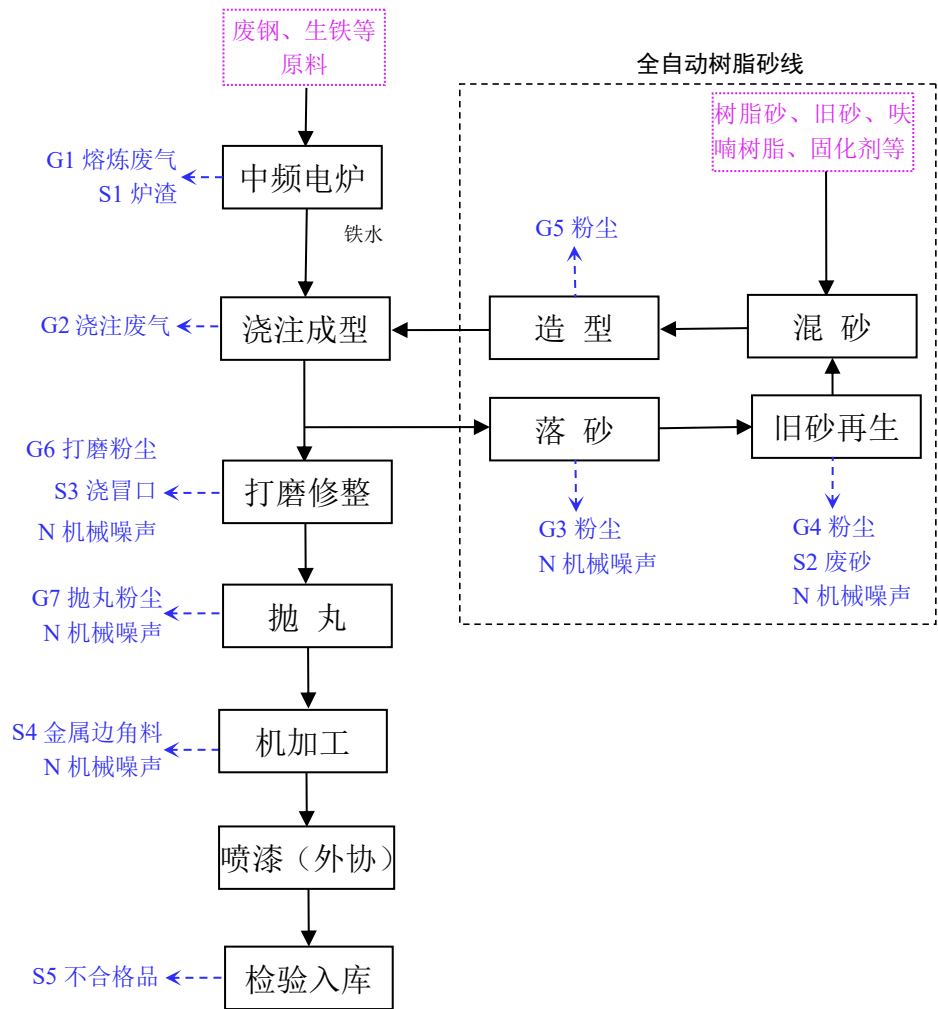 废钢、生铁等
原料
全自动树脂砂线
树脂砂、旧砂、呋
喃树脂、固化剂等
G1 熔炼废气
S1 炉渣
中频电炉
铁水
G5 粉尘
G2 浇注废气
浇注成型
造 型
混 砂
落 砂
旧砂再生
G6 打磨粉尘
S3 浇冒口
N 机械噪声
打磨修整
G3 粉尘
N 机械噪声
G4 粉尘
S2 废砂
N 机械噪声
G7 抛丸粉尘
N 机械噪声
抛 丸
S4 金属边角料
N 机械噪声
机加工
喷漆（外协）
S5 不合格品
检验入库